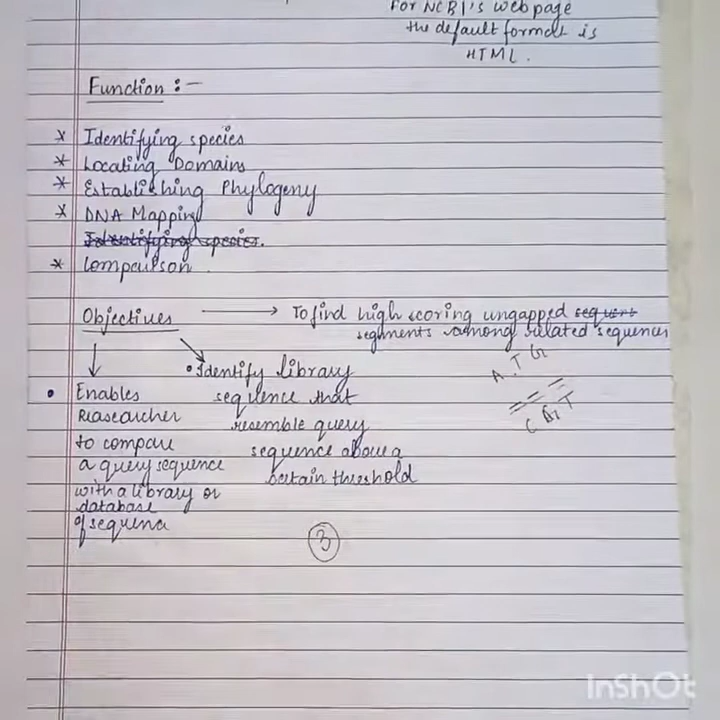 For NCBI's webpage
the default format is
HTML.
Function :-
* Identifying species
* Locating Domains
* Establishing Phylogeny
* DNA Mapping
Identifying species.
* Comparison.
Objectives → To find high scoring ungapped sequens
segments among related sequences
• Identify library
sequence that
resemble query
sequence above a
certain threshold
• Enables
reasearcher
to compare
a query sequence
with a library or
database
of sequence
A T G
C G T
3
InShOt